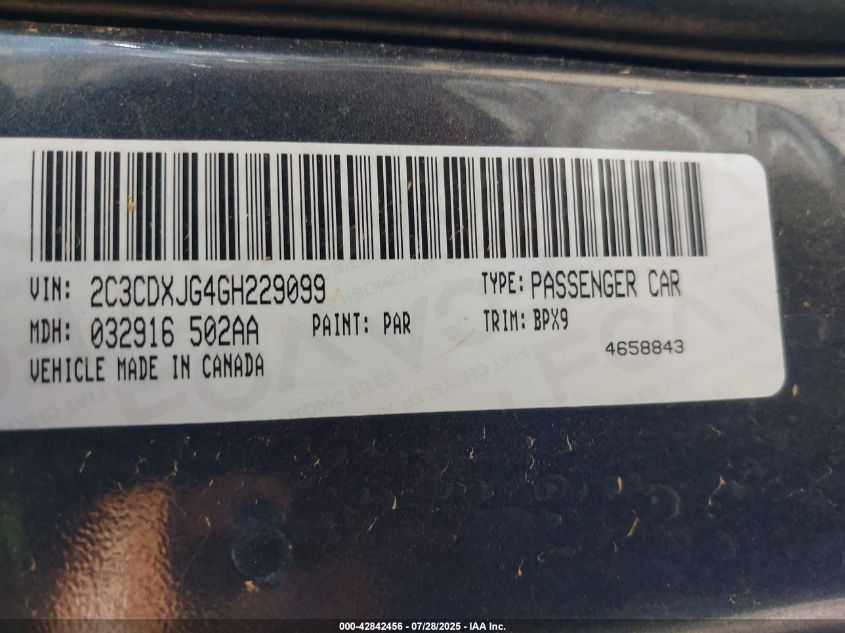 VIN: 2C3CDXJG4GH229099 TYPE: PASSENGER CAR
MDH: 032916 502AA PAINT: PAR TRIM: BPX9
VEHICLE MADE IN CANADA 4658843
000-42842456 / 07/28/2025 - IAA Inc.